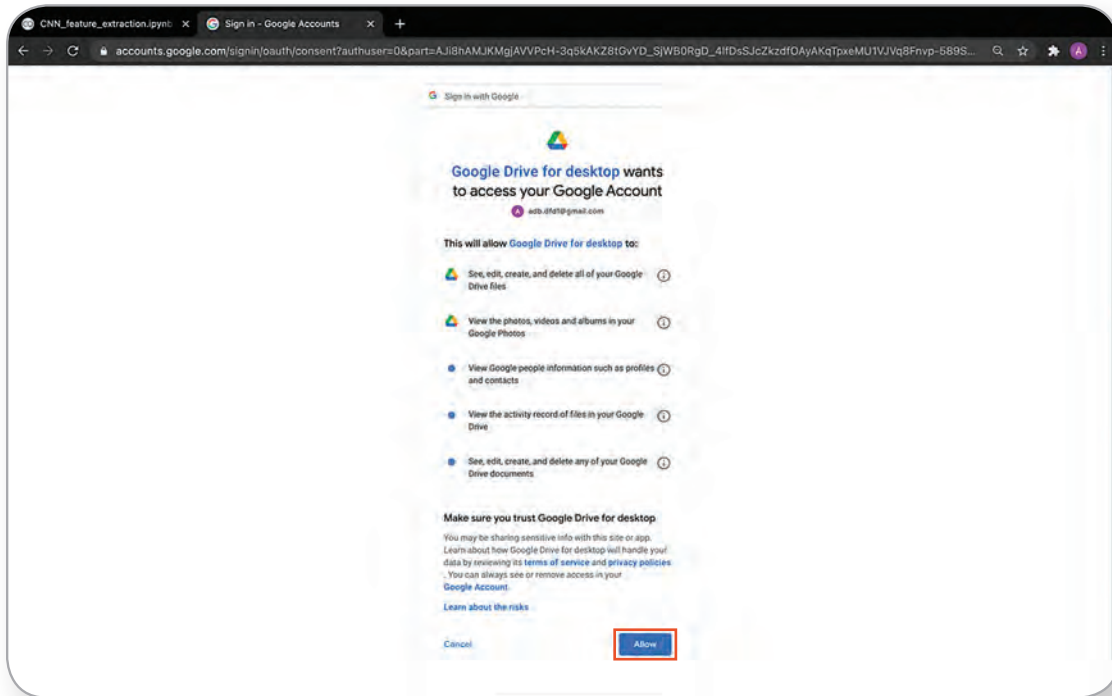 CNN_feature_extraction.ipynb
Sign in - Google Accounts
accounts.google.com/signin/oauth/consent?authuser=0&part=AJi8hAMJKMgjAVVPcH-3q5kAKZ8tGvYD_SjWB0RgD_4IfDsSJcZkzdfOAyAKqTpxeMU1VJVq8Fnvp-589S...
A
Sign in with Google
Google Drive for desktop wants
to access your Google Account
A adb.dfd1@gmail.com
This will allow Google Drive for desktop to:
See, edit, create, and delete all of your Google
Drive files
View the photos, videos and albums in your
Google Photos
View Google people information such as profiles
and contacts
View the activity record of files in your Google
Drive
See, edit, create, and delete any of your Google
Drive documents
Make sure you trust Google Drive for desktop
You may be sharing sensitive info with this site or app.
Learn about how Google Drive for desktop will handle your
data by reviewing its terms of service and privacy policies
. You can always see or remove access in your
Google Account.
Learn about the risks
Cancel
Allow